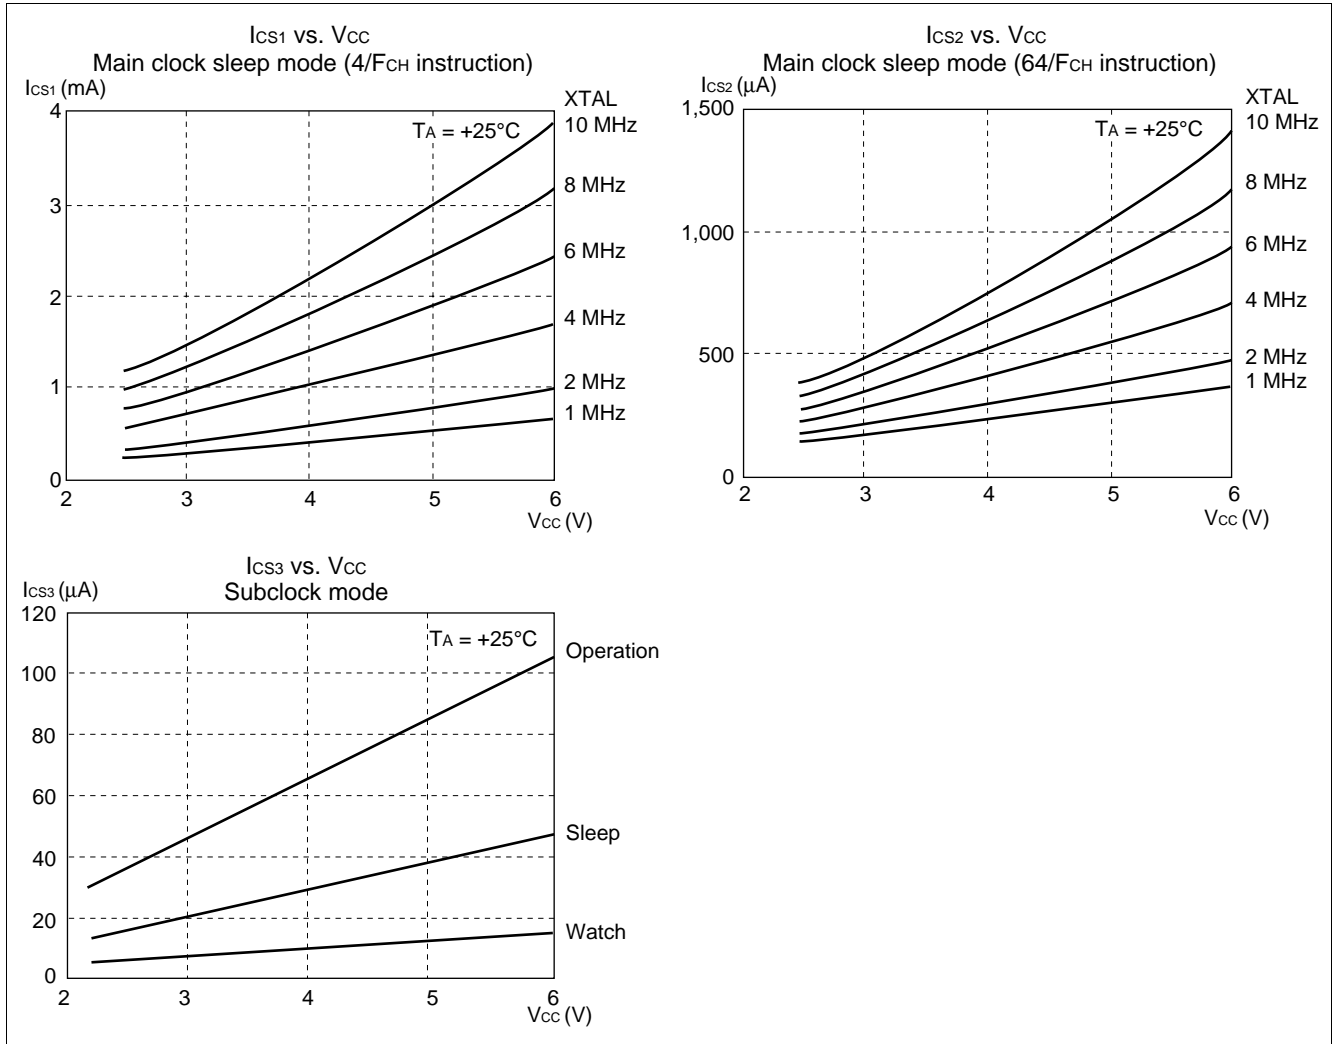 ICS1 vs. VCC
Main clock sleep mode (4/FCH instruction)
ICS1 (mA)
4
3
2
1
0
2 3 4 5 6
VCC (V)
TA = +25°C
XTAL
10 MHz
8 MHz
6 MHz
4 MHz
2 MHz
1 MHz
ICS2 vs. VCC
Main clock sleep mode (64/FCH instruction)
ICS2 (μA)
1,500
1,000
500
0
2 3 4 5 6
VCC (V)
TA = +25°C
XTAL
10 MHz
8 MHz
6 MHz
4 MHz
2 MHz
1 MHz
ICS3 vs. VCC
Subclock mode
ICS3 (μA)
120
100
80
60
40
20
0
2 3 4 5 6
VCC (V)
TA = +25°C
Operation
Sleep
Watch